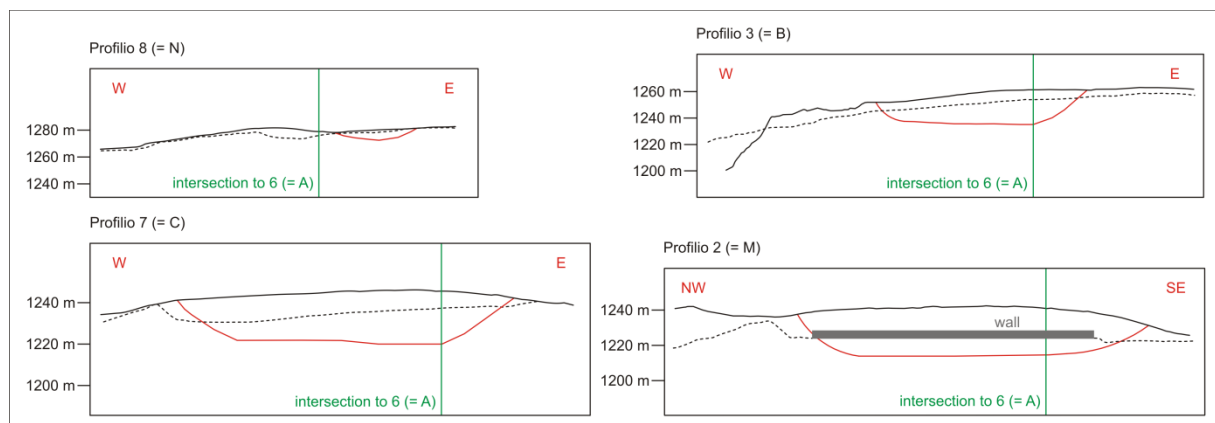 Profilio 8 (= N)
W
E
1280 m
1260 m
1240 m
intersection to 6 (= A)
Profilio 3 (= B)
W
E
1260 m
1240 m
1220 m
1200 m
intersection to 6 (= A)
Profilio 7 (= C)
W
E
1240 m
1220 m
1200 m
intersection to 6 (= A)
Profilio 2 (= M)
NW
SE
1240 m
wall
1220 m
1200 m
intersection to 6 (= A)